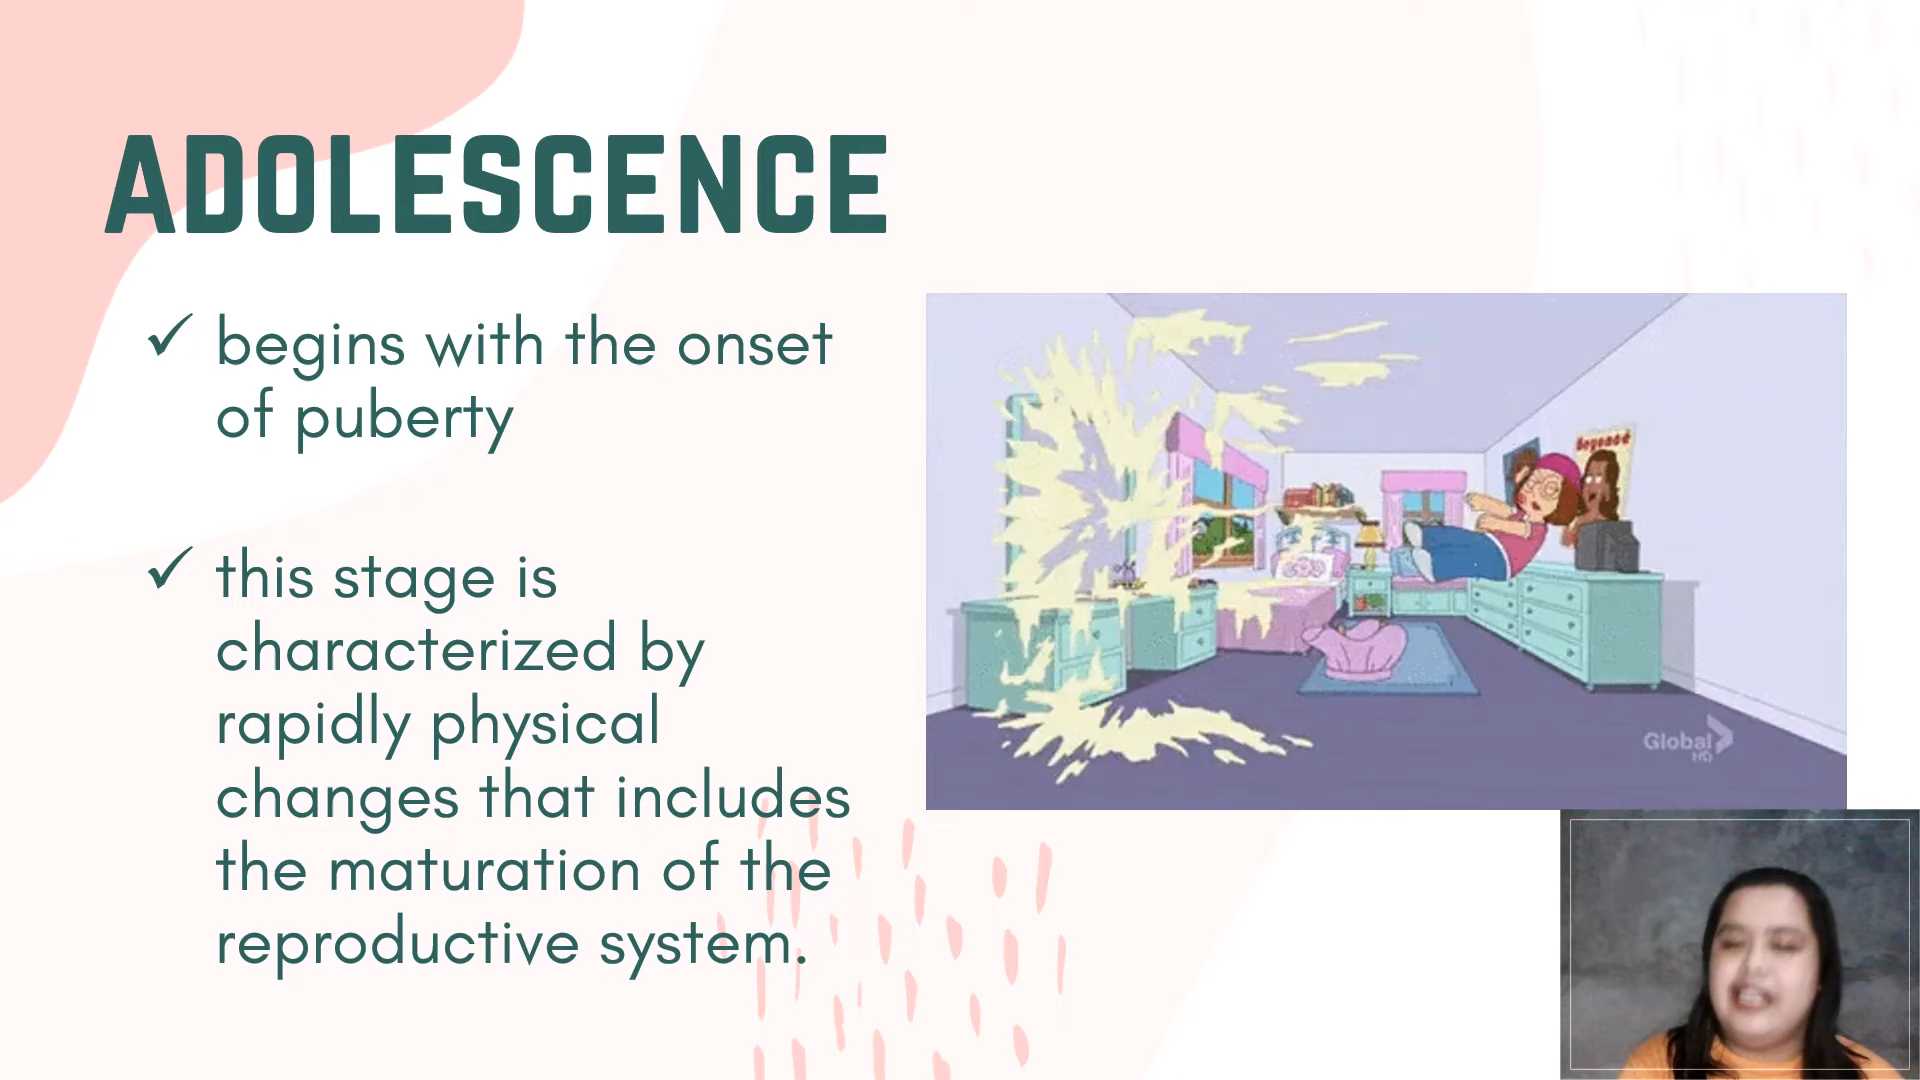 ADOLESCENCE
✓ begins with the onset
of puberty
✓ this stage is
characterized by
rapidly physical
changes that includes
the maturation of the
reproductive system.
Beyoncé
Global
HD